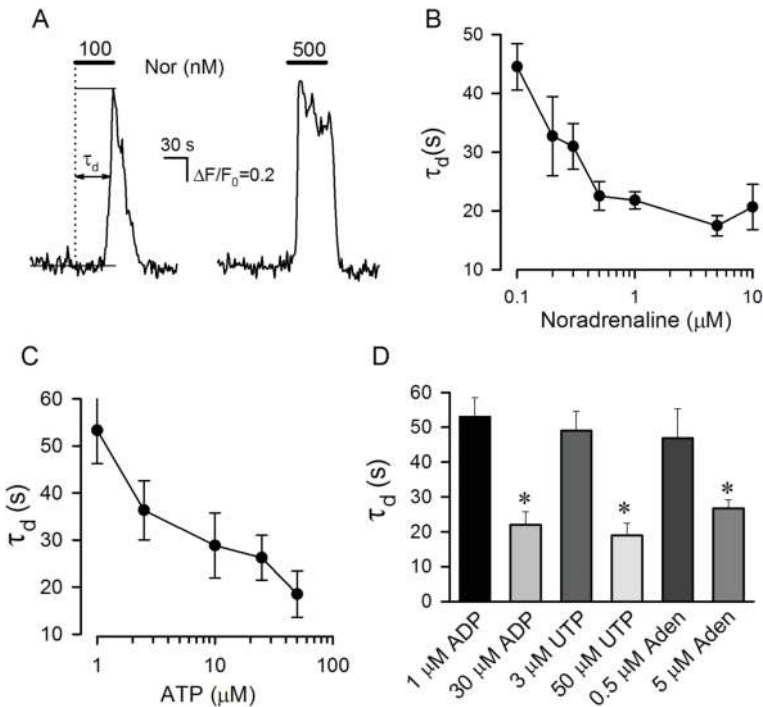 A
100
500
Nor (nM)
τd
30 s
ΔF/F0=0.2
B
τd(s)
50
40
30
20
10
0.1
1
10
Noradrenaline (μM)
C
τd (s)
60
50
40
30
20
10
1
10
100
ATP (μM)
D
τd (s)
60
50
40
30
20
10
0
*
*
*
1 μM ADP
30 μM ADP
3 μM UTP
50 μM UTP
0.5 μM Aden
5 μM Aden